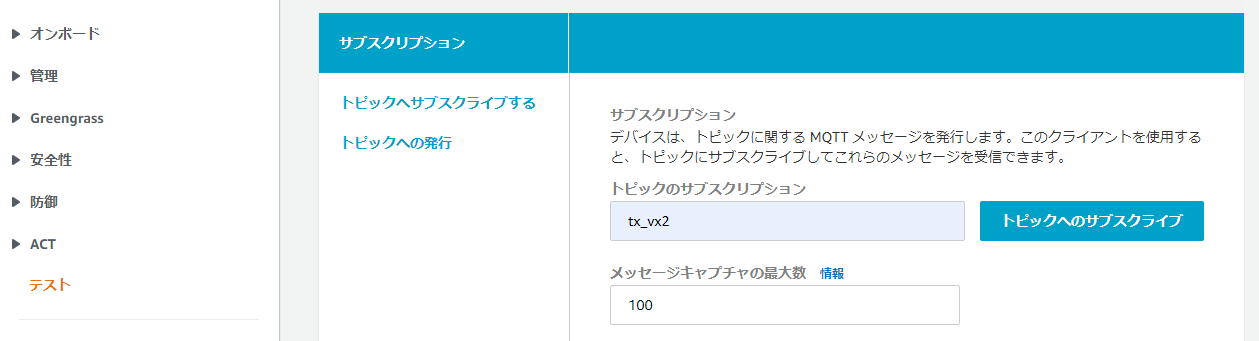 オンボード
管理
Greengrass
安全性
防御
ACT
テスト
サブスクリプション
トピックへサブスクライブする
トピックへの発行
サブスクリプション
デバイスは、トピックに関する MQTT メッセージを発行します。このクライアントを使用する
と、トピックにサブスクライブしてこれらのメッセージを受信できます。
トピックのサブスクリプション
tx_vx2
トピックへのサブスクライブ
メッセージキャプチャの最大数 情報
100